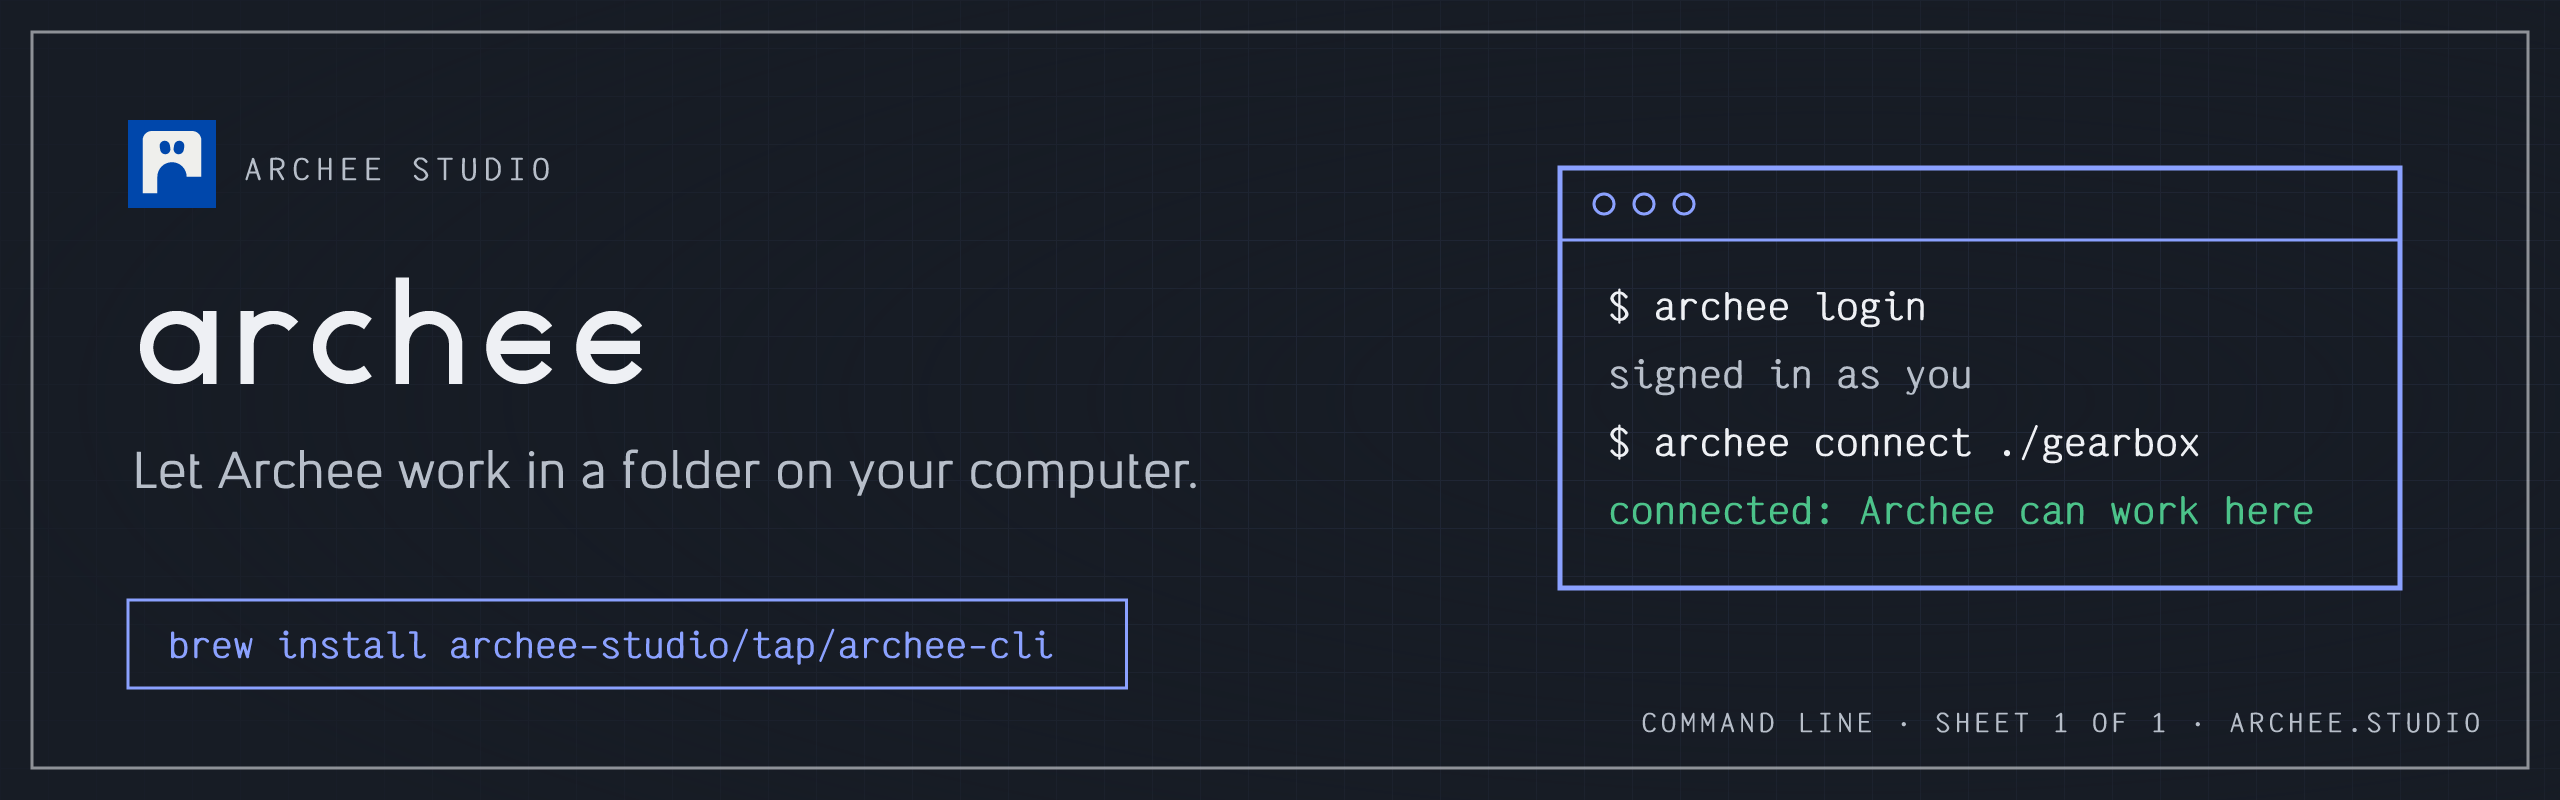 ARCHEE STUDIO
archee
Let Archee work in a folder on your computer.
brew install archee-studio/tap/archee-cli
$ archee login
signed in as you
$ archee connect ./gearbox
connected: Archee can work here
COMMAND LINE · SHEET 1 OF 1 · ARCHEE.STUDIO